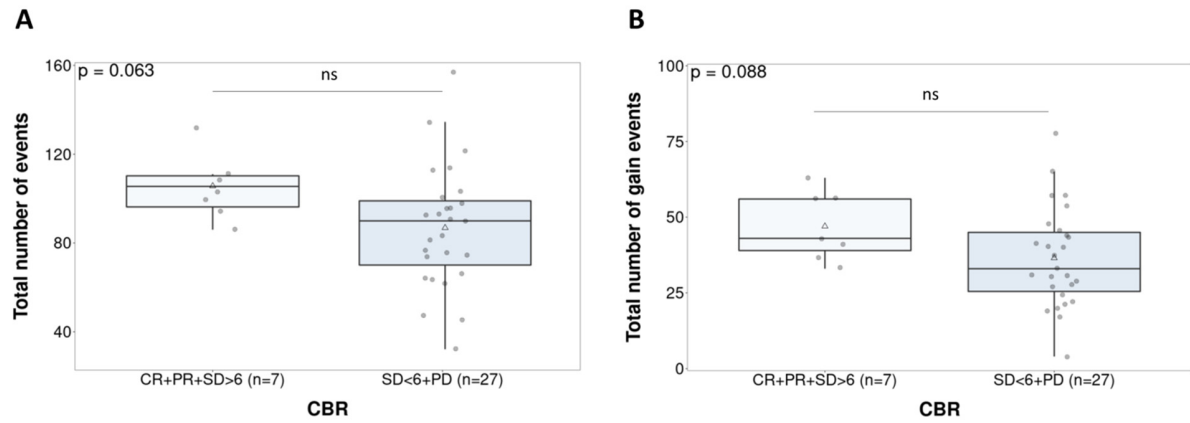 A
p = 0.063
ns
Total number of events
160
120
80
40
CR+PR+SD>6 (n=7)
SD<6+PD (n=27)
CBR
B
p = 0.088
ns
Total number of gain events
100
75
50
25
0
CR+PR+SD>6 (n=7)
SD<6+PD (n=27)
CBR